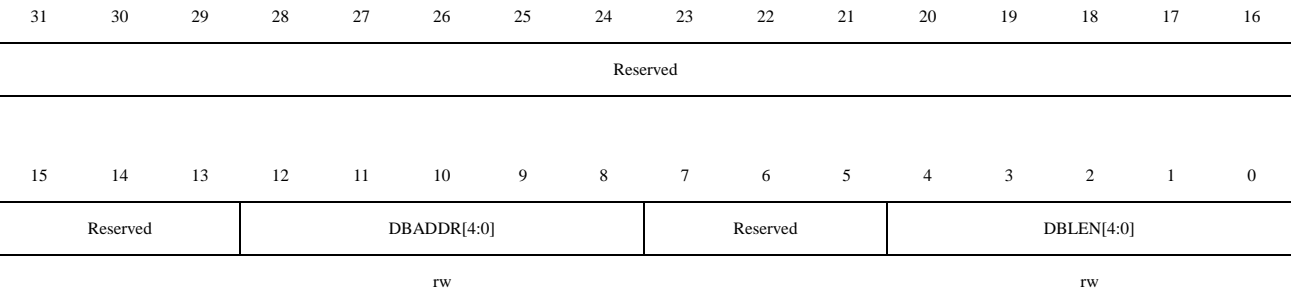 31 30 29 28 27 26 25 24 23 22 21 20 19 18 17 16
Reserved
15 14 13 12 11 10 9 8 7 6 5 4 3 2 1 0
Reserved DBADDR[4:0] Reserved DBLEN[4:0]
rw rw